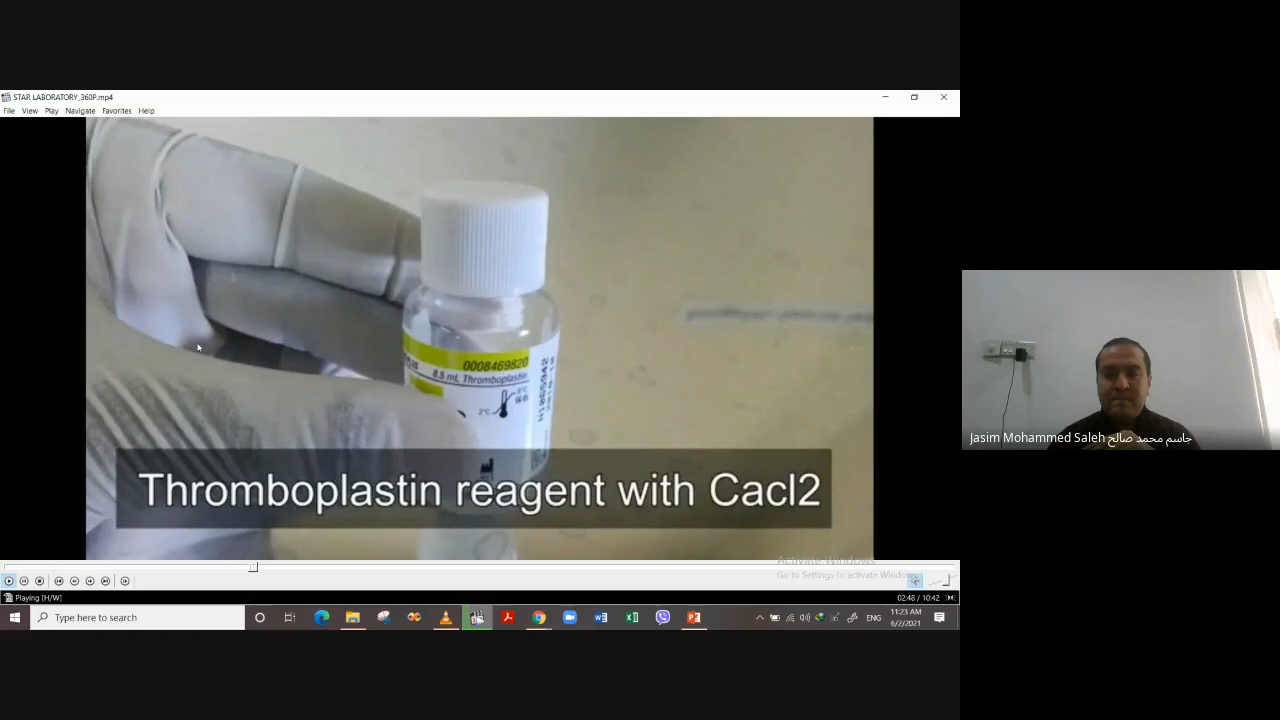 STAR LABORATORY_360P.mp4
File View Play Navigate Favorites Help
0008469820
8.5 mL Thromboplastin
8°C
2°C
Thromboplastin reagent with Cacl2
Activate Windows
Go to Settings to activate Windows.
Playing [H/W]
02:48 / 10:42
Type here to search
ENG
11:23 AM
6/2/2021
Jasim Mohammed Saleh جاسم محمد صالح